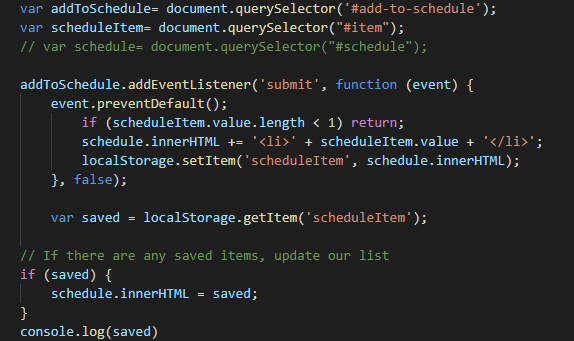 var addToSchedule= document.querySelector('#add-to-schedule');
var scheduleItem= document.querySelector("#item");
// var schedule= document.querySelector("#schedule");
addToSchedule.addEventListener('submit', function (event) {
event.preventDefault();
if (scheduleItem.value.length < 1) return;
schedule.innerHTML += '<li>' + scheduleItem.value + '</li>';
localStorage.setItem('scheduleItem', schedule.innerHTML);
}, false);
var saved = localStorage.getItem('scheduleItem');
// If there are any saved items, update our list
if (saved) {
schedule.innerHTML = saved;
}
console.log(saved)